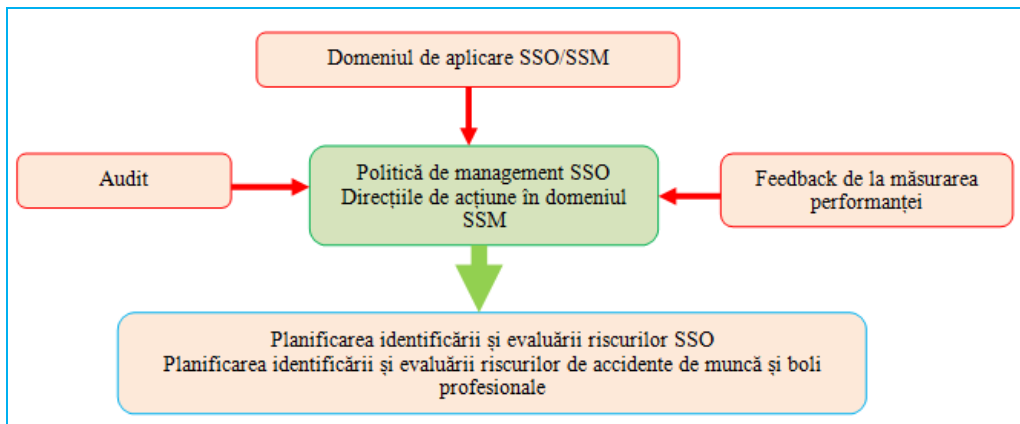 Domeniul de aplicare SSO/SSM
Audit
Politică de management SSO
Direcțiile de acțiune în domeniul
SSM
Feedback de la măsurarea
performanței
Planificarea identificării și evaluării riscurilor SSO
Planificarea identificării și evaluării riscurilor de accidente de muncă și boli
profesionale